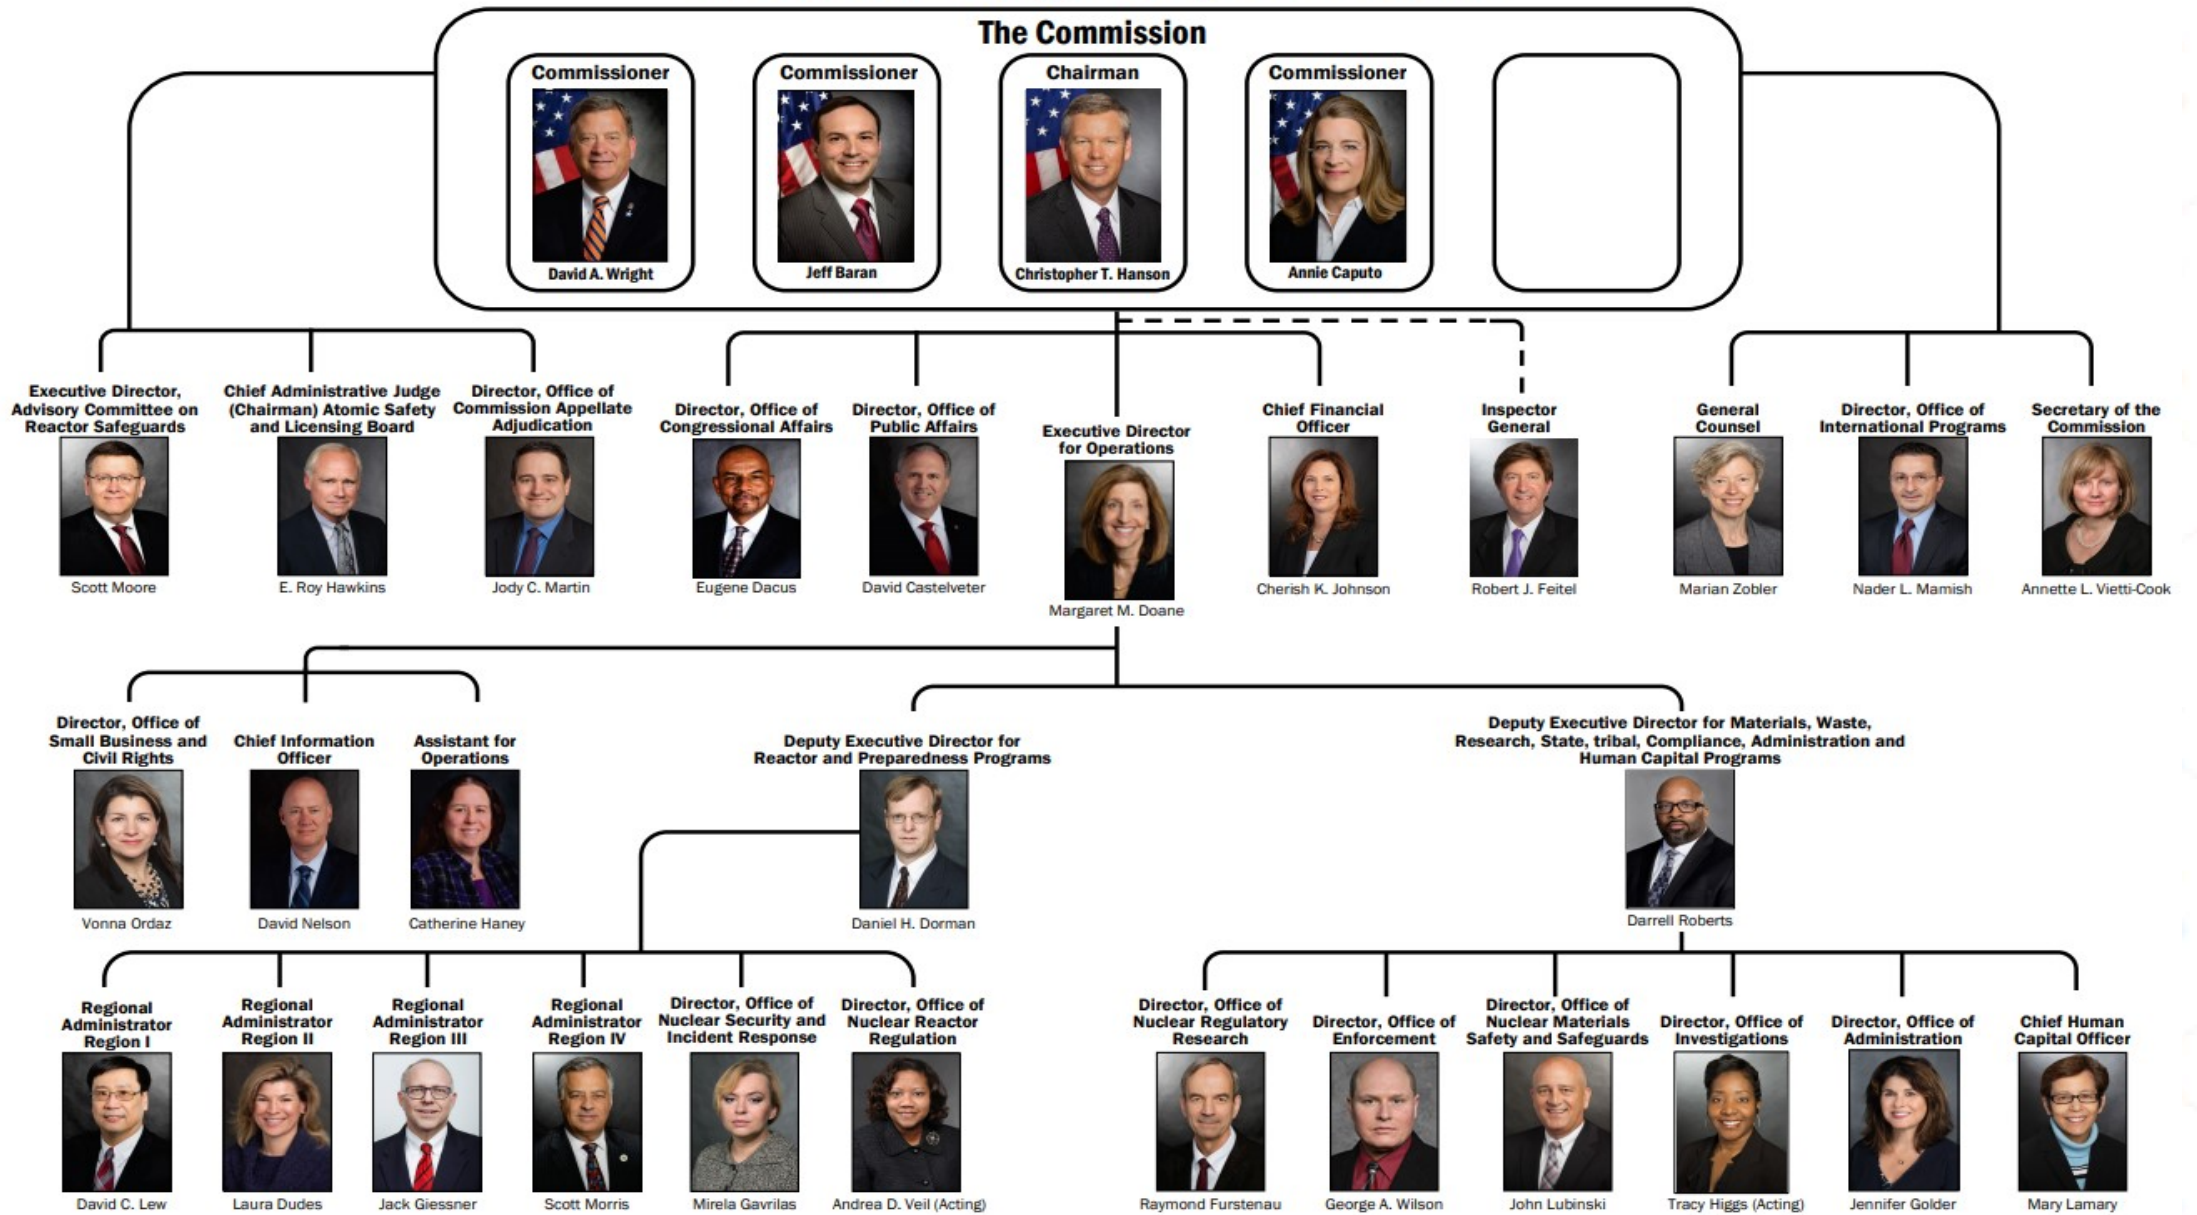 The Commission
Commissioner
David A. Wright
Commissioner
Jeff Baran
Chairman
Christopher T. Hanson
Commissioner
Annie Caputo
Executive Director,
Advisory Committee on
Reactor Safeguards
Scott Moore
Chief Administrative Judge
(Chairman) Atomic Safety
and Licensing Board
E. Roy Hawkins
Director, Office of
Commission Appellate
Adjudication
Jody C. Martin
Director, Office of
Congressional Affairs
Eugene Dacus
Director, Office of
Public Affairs
David Castelveter
Executive Director
for Operations
Margaret M. Doane
Chief Financial
Officer
Cherish K. Johnson
Inspector
General
Robert J. Feitel
General
Counsel
Marian Zobler
Director, Office of
International Programs
Nader L. Mamish
Secretary of the
Commission
Annette L. Vietti-Cook
Director, Office of
Small Business and
Civil Rights
Vonna Ordaz
Chief Information
Officer
David Nelson
Assistant for
Operations
Catherine Haney
Deputy Executive Director for
Reactor and Preparedness Programs
Daniel H. Dorman
Deputy Executive Director for Materials, Waste,
Research, State, tribal, Compliance, Administration and
Human Capital Programs
Darrell Roberts
Regional
Administrator
Region I
David C. Lew
Regional
Administrator
Region II
Laura Dudes
Regional
Administrator
Region III
Jack Giessner
Regional
Administrator
Region IV
Scott Morris
Director, Office of
Nuclear Security and
Incident Response
Mirela Gavrilas
Director, Office of
Nuclear Reactor
Regulation
Andrea D. Veil (Acting)
Director, Office of
Nuclear Regulatory
Research
Raymond Furstenau
Director, Office of
Enforcement
George A. Wilson
Director, Office of
Nuclear Materials
Safety and Safeguards
John Lubinski
Director, Office of
Investigations
Tracy Higgs (Acting)
Director, Office of
Administration
Jennifer Golder
Chief Human
Capital Officer
Mary Lamary